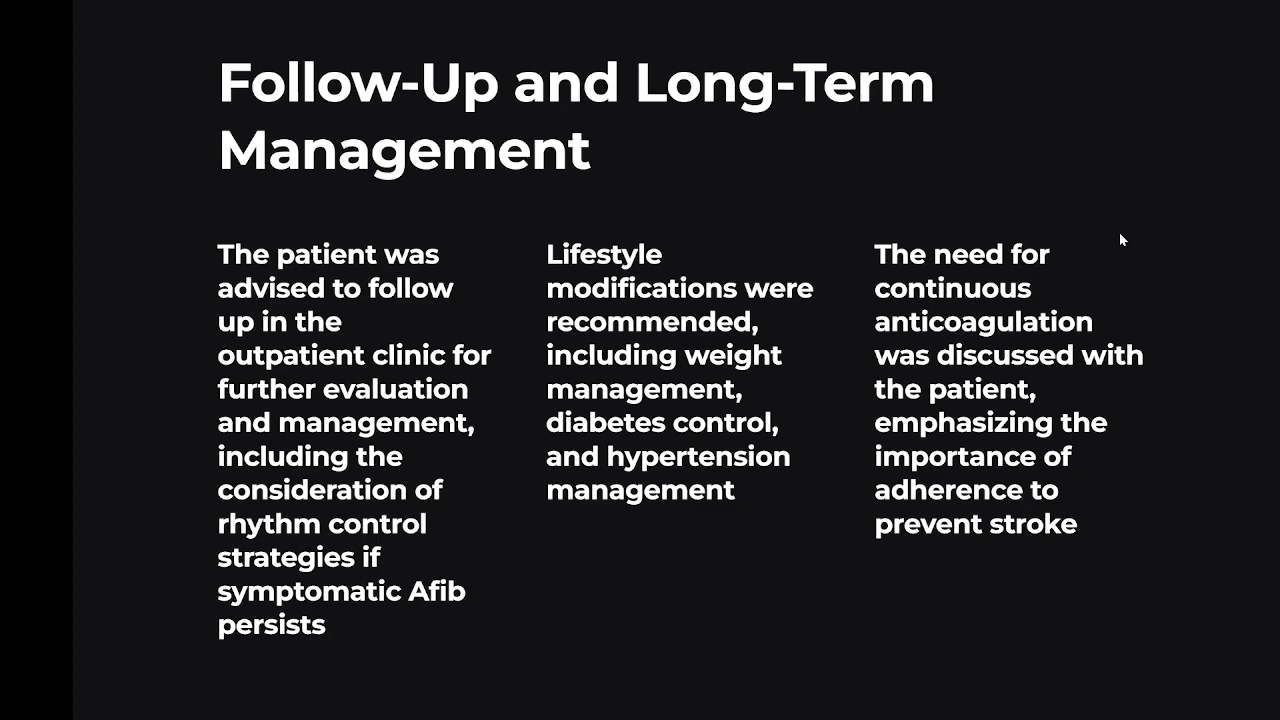 Follow-Up and Long-Term
Management
The patient was
advised to follow
up in the
outpatient clinic for
further evaluation
and management,
including the
consideration of
rhythm control
strategies if
symptomatic Afib
persists
Lifestyle
modifications were
recommended,
including weight
management,
diabetes control,
and hypertension
management
The need for
continuous
anticoagulation
was discussed with
the patient,
emphasizing the
importance of
adherence to
prevent stroke